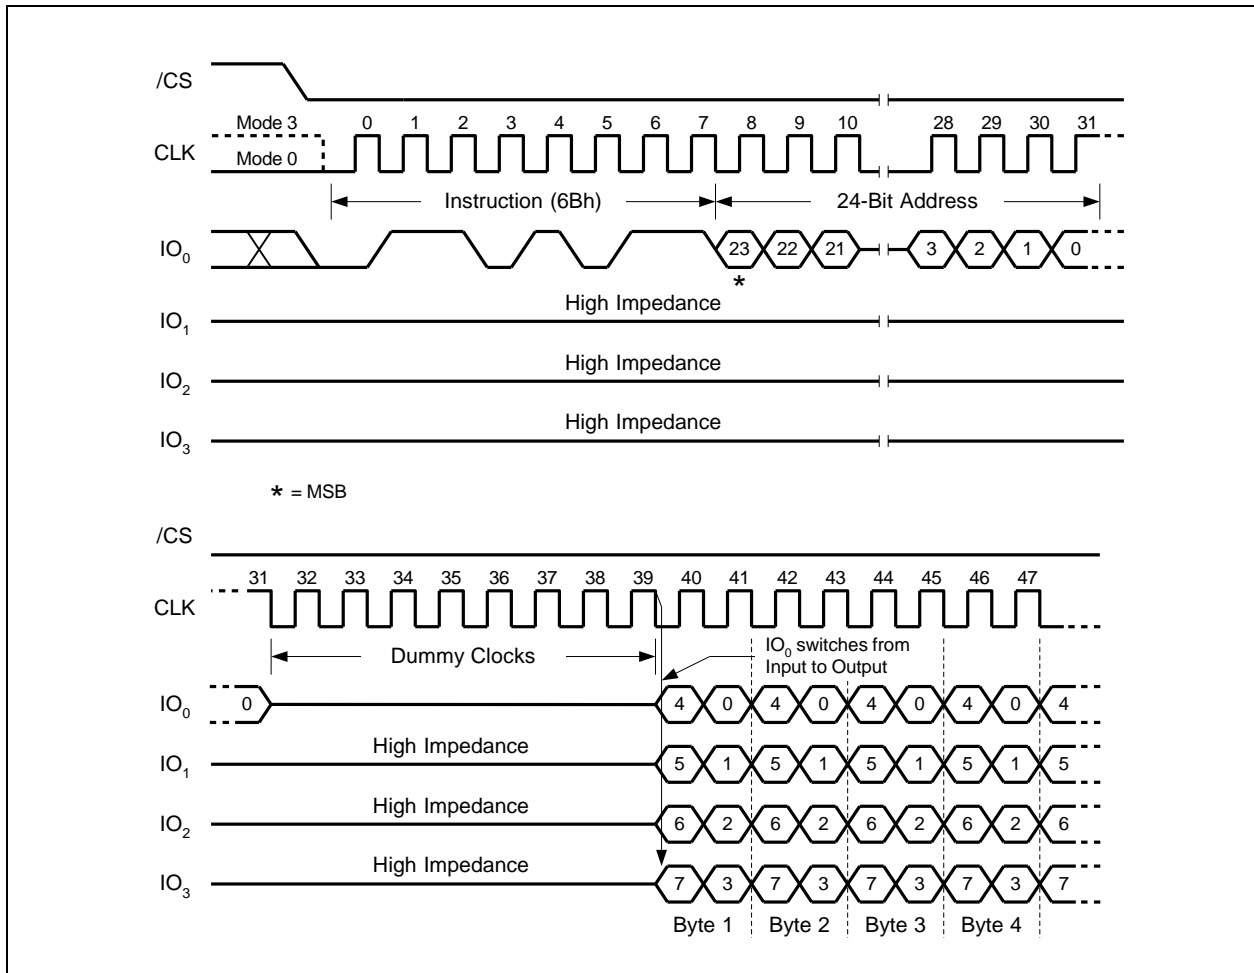 /CS
Mode 3 0 1 2 3 4 5 6 7 8 9 10 28 29 30 31
CLK
Mode 0
Instruction (6Bh) 24-Bit Address
IO0 23 22 21 3 2 1 0
*
High Impedance
IO1
High Impedance
IO2
High Impedance
IO3
* = MSB
/CS
31 32 33 34 35 36 37 38 39 40 41 42 43 44 45 46 47
CLK
Dummy Clocks
IO0 switches from
Input to Output
IO0 0 4 0 4 0 4 0 4 0 4
High Impedance
IO1 5 1 5 1 5 1 5 1 5
High Impedance
IO2 6 2 6 2 6 2 6 2 6
High Impedance
IO3 7 3 7 3 7 3 7 3 7
Byte 1 Byte 2 Byte 3 Byte 4